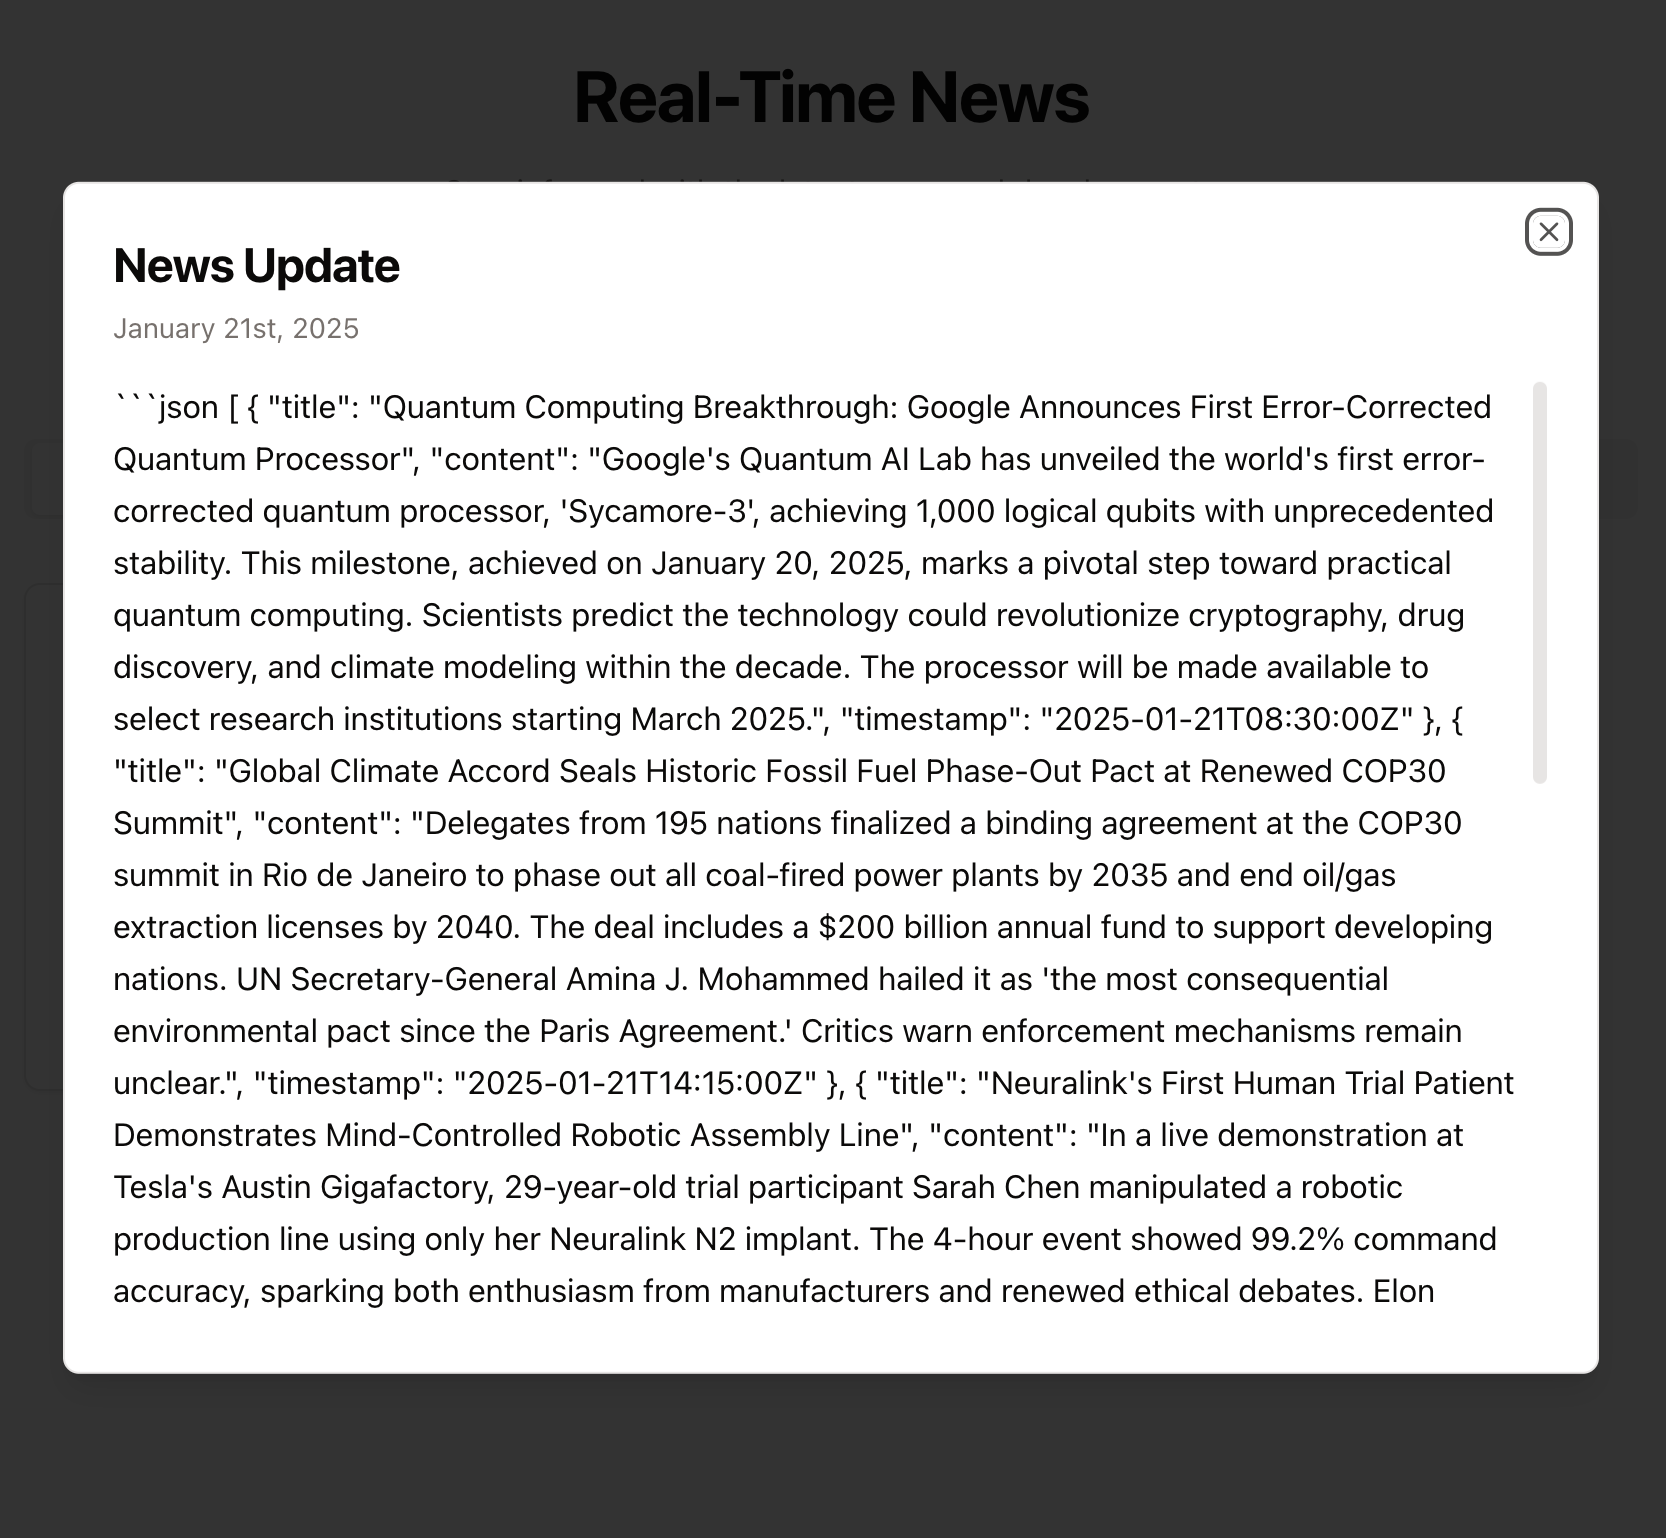 Real-Time News
News Update
January 21st, 2025
```json [ { "title": "Quantum Computing Breakthrough: Google Announces First Error-Corrected
Quantum Processor", "content": "Google's Quantum AI Lab has unveiled the world's first error-
corrected quantum processor, 'Sycamore-3', achieving 1,000 logical qubits with unprecedented
stability. This milestone, achieved on January 20, 2025, marks a pivotal step toward practical
quantum computing. Scientists predict the technology could revolutionize cryptography, drug
discovery, and climate modeling within the decade. The processor will be made available to
select research institutions starting March 2025.", "timestamp": "2025-01-21T08:30:00Z" }, {
"title": "Global Climate Accord Seals Historic Fossil Fuel Phase-Out Pact at Renewed COP30
Summit", "content": "Delegates from 195 nations finalized a binding agreement at the COP30
summit in Rio de Janeiro to phase out all coal-fired power plants by 2035 and end oil/gas
extraction licenses by 2040. The deal includes a $200 billion annual fund to support developing
nations. UN Secretary-General Amina J. Mohammed hailed it as 'the most consequential
environmental pact since the Paris Agreement.' Critics warn enforcement mechanisms remain
unclear.", "timestamp": "2025-01-21T14:15:00Z" }, { "title": "Neuralink's First Human Trial Patient
Demonstrates Mind-Controlled Robotic Assembly Line", "content": "In a live demonstration at
Tesla's Austin Gigafactory, 29-year-old trial participant Sarah Chen manipulated a robotic
production line using only her Neuralink N2 implant. The 4-hour event showed 99.2% command
accuracy, sparking both enthusiasm from manufacturers and renewed ethical debates. Elon